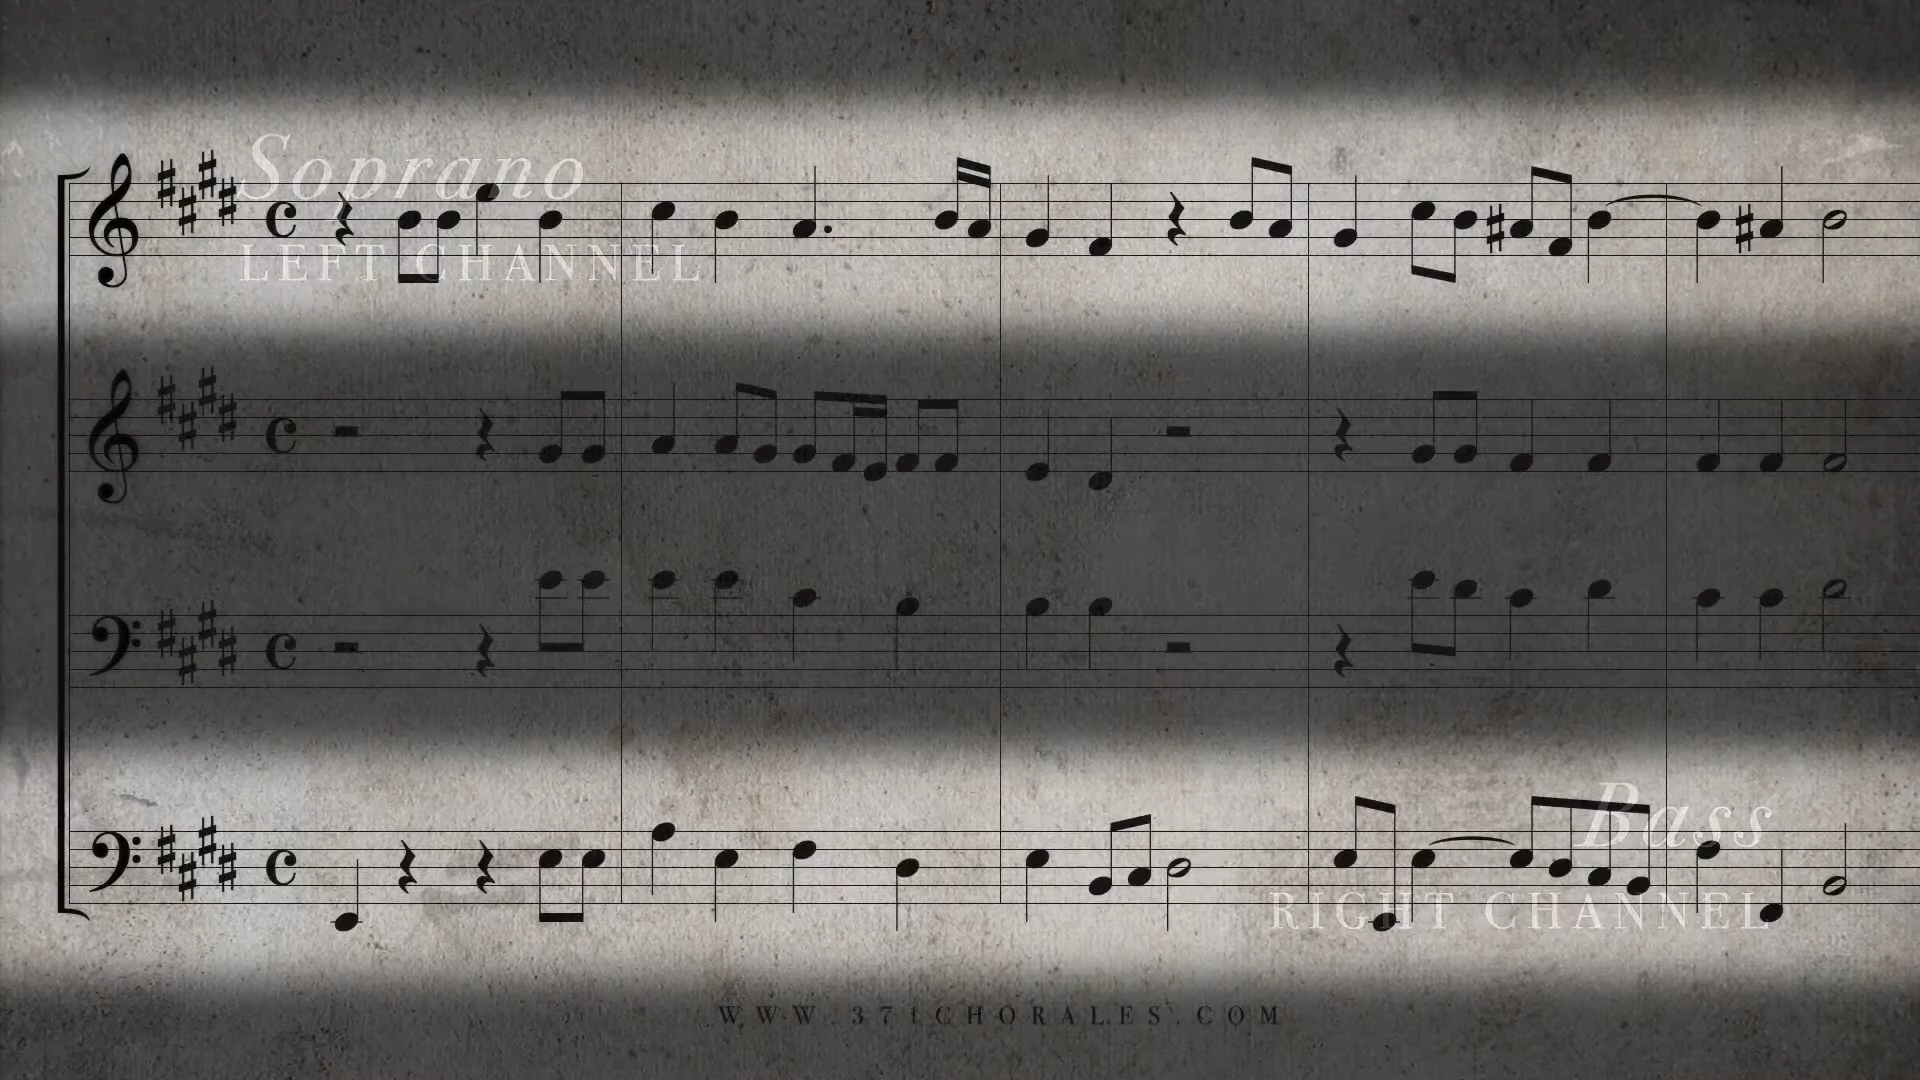 Soprano
LEFT CHANNEL
Bass
RIGHT CHANNEL
WWW.371CHORALES.COM